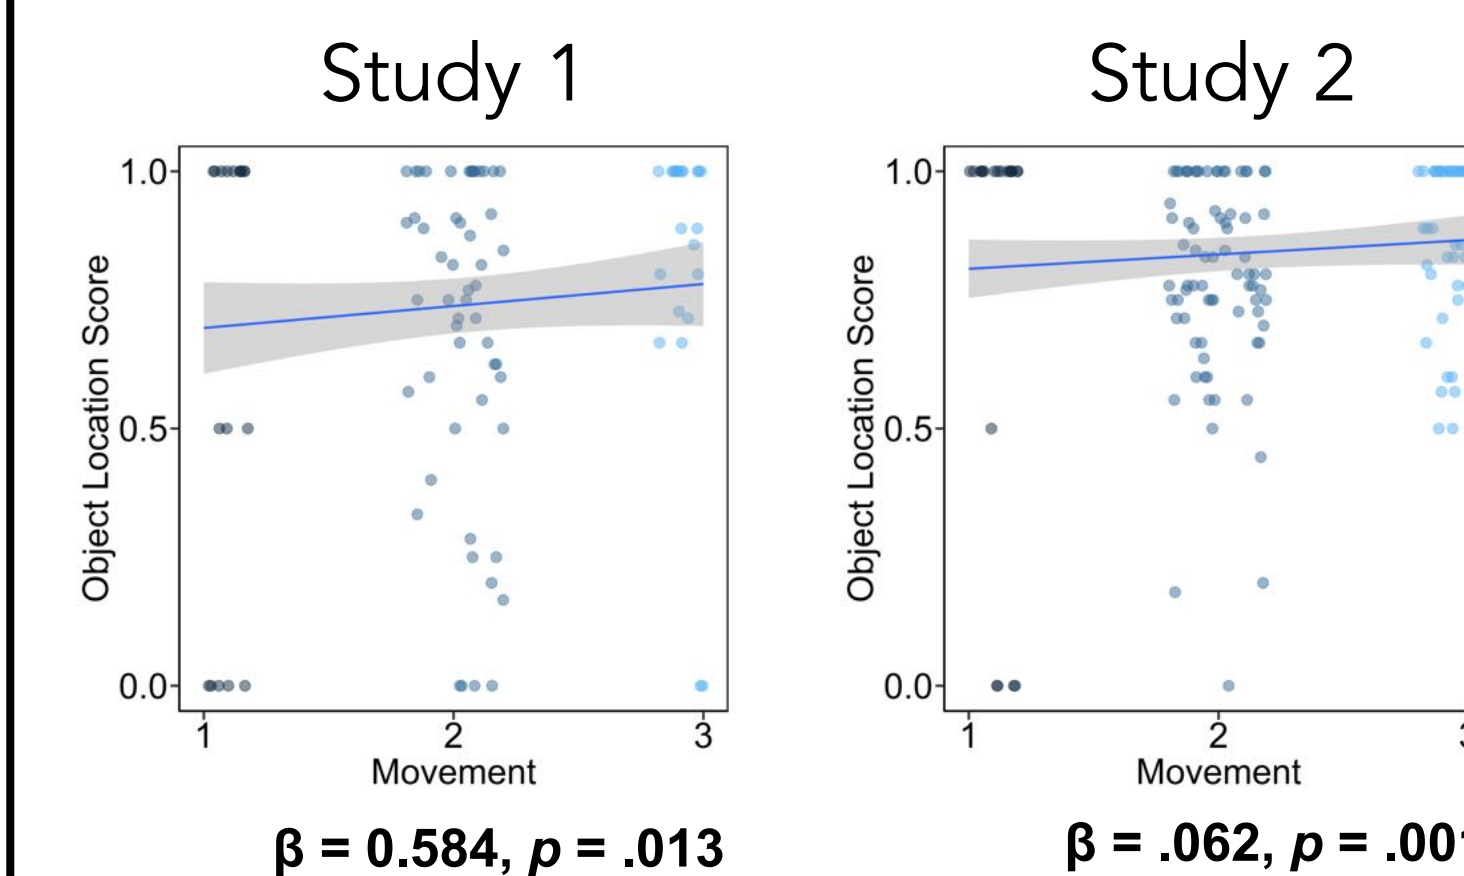 Study 1
1.0
0.5
0.0
Object Location Score
1 2 3
Movement
β = 0.584, p = .013
Study 2
1.0
0.5
0.0
Object Location Score
1 2
Movement
β = .062, p =